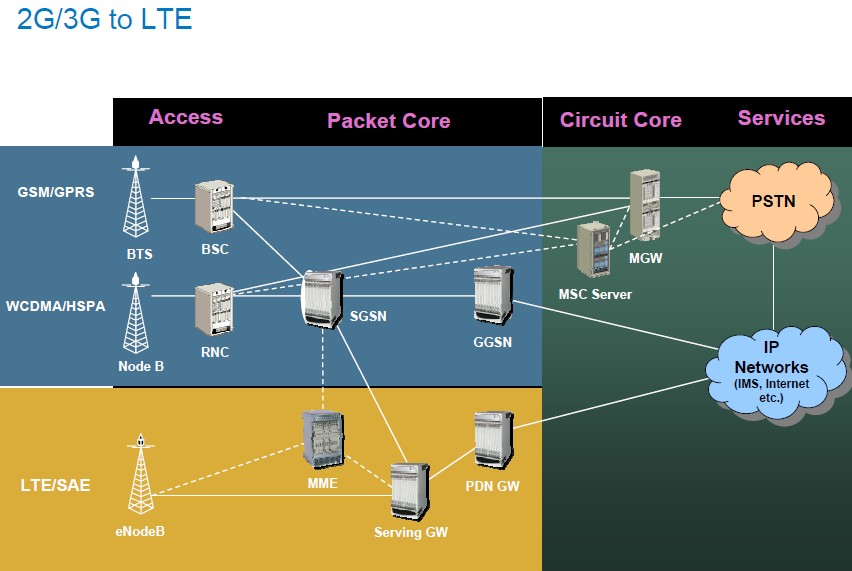 2G/3G to LTE
Access
Packet Core
Circuit Core
Services
GSM/GPRS
BTS
BSC
MGW
PSTN
MSC Server
WCDMA/HSPA
Node B
RNC
SGSN
GGSN
IP
Networks
(IMS, Internet
etc.)
LTE/SAE
eNodeB
MME
Serving GW
PDN GW